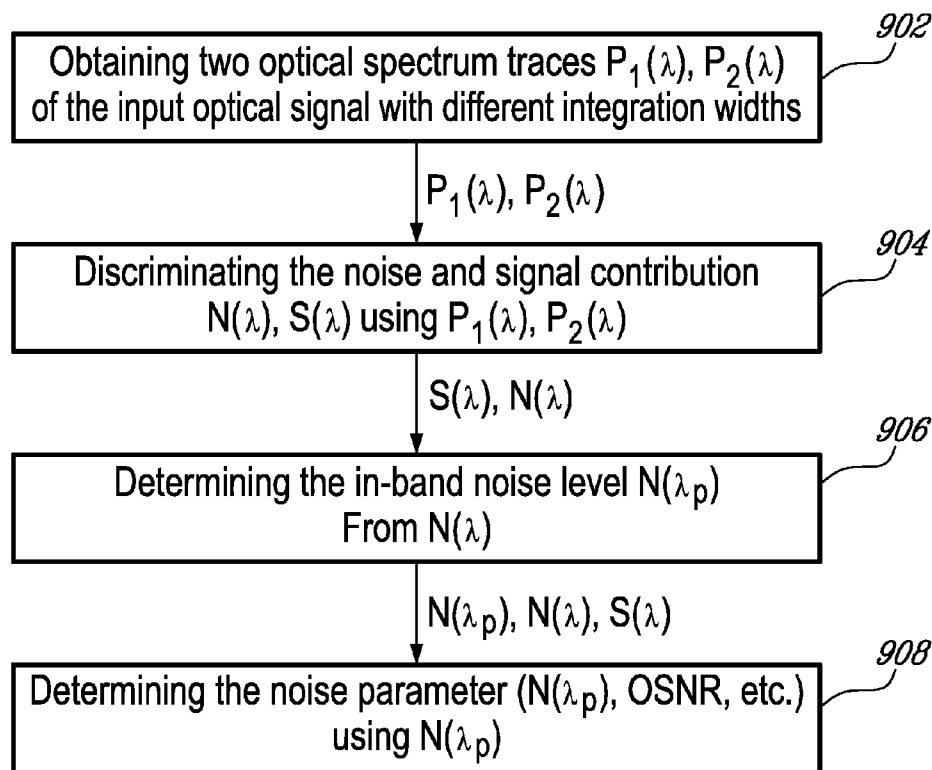 902
Obtaining two optical spectrum traces P₁(λ), P₂(λ)
of the input optical signal with different integration widths
P₁(λ), P₂(λ)
904
Discriminating the noise and signal contribution
N(λ), S(λ) using P₁(λ), P₂(λ)
S(λ), N(λ)
906
Determining the in-band noise level N(λₚ)
From N(λ)
N(λₚ), N(λ), S(λ)
908
Determining the noise parameter (N(λₚ), OSNR, etc.)
using N(λₚ)